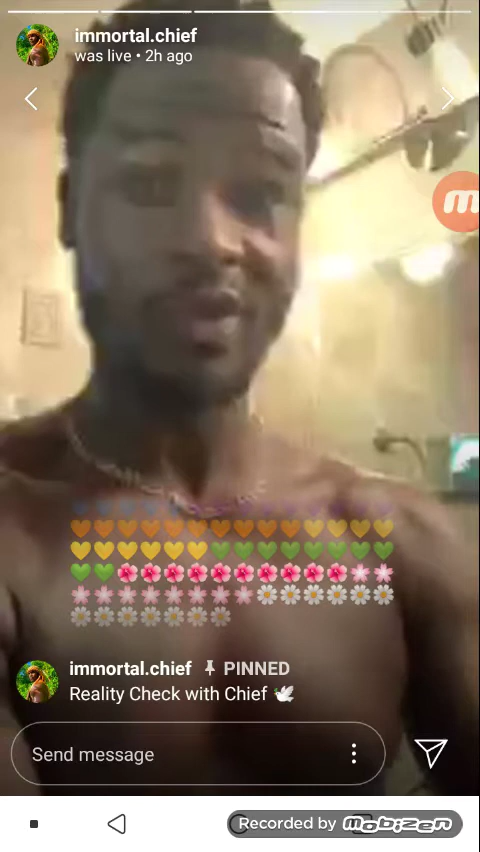 immortal.chief
was live • 2h ago
m
immortal.chief PINNED
Reality Check with Chief 🕊️
Send message
Recorded by mobizen